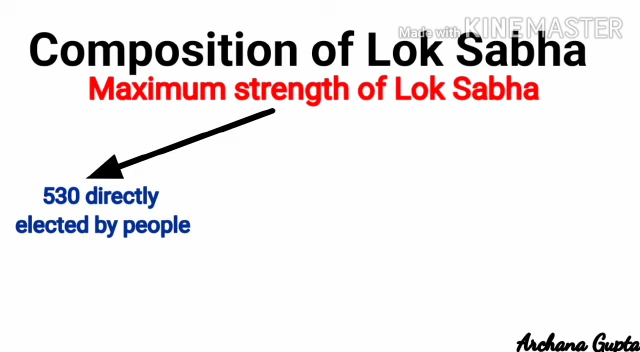 Made with KINEMASTER
Composition of Lok Sabha
Maximum strength of Lok Sabha
530 directly
elected by people
Archana Gupta